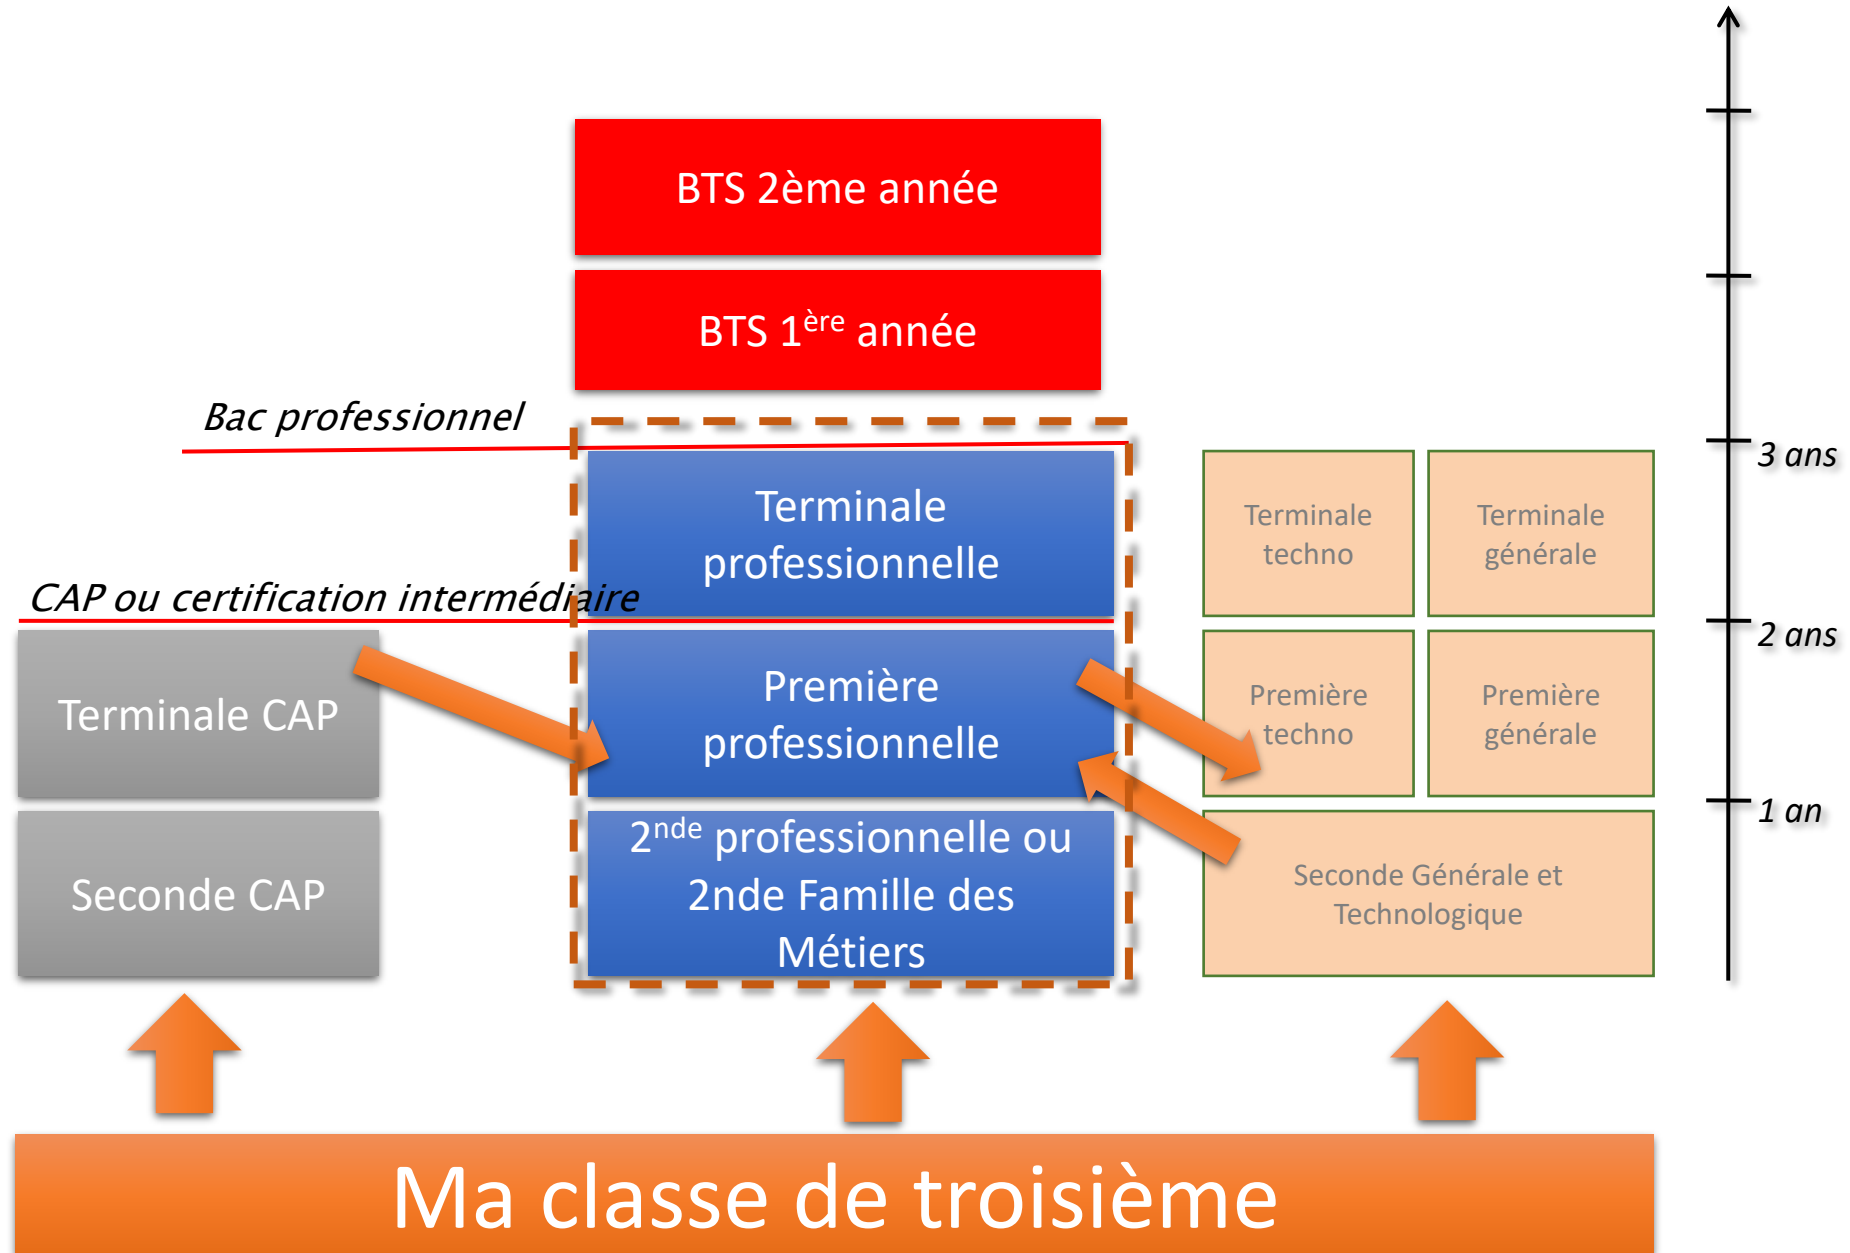 BTS 2ème année
BTS 1ère année
Bac professionnel
Terminale
professionnelle
Terminale
techno
Terminale
générale
3 ans
CAP ou certification intermédiaire
2 ans
Terminale CAP
Première
professionnelle
Première
techno
Première
générale
1 an
Seconde CAP
2nde professionnelle ou
2nde Famille des
Métiers
Seconde Générale et
Technologique
Ma classe de troisième